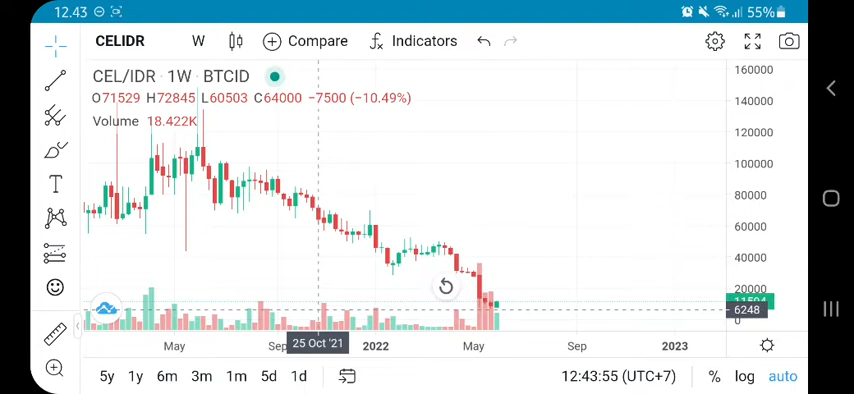 12.43 55%
CELIDR W Compare Indicators
CEL/IDR · 1W · BTCID
O71529 H72845 L60503 C64000 −7500 (−10.49%)
Volume 18.422K
160000
140000
120000
100000
80000
60000
40000
20000
11594
6248
0
May Sep 25 Oct '21 2022 May Sep 2023
5y 1y 6m 3m 1m 5d 1d 12:43:55 (UTC+7) % log auto